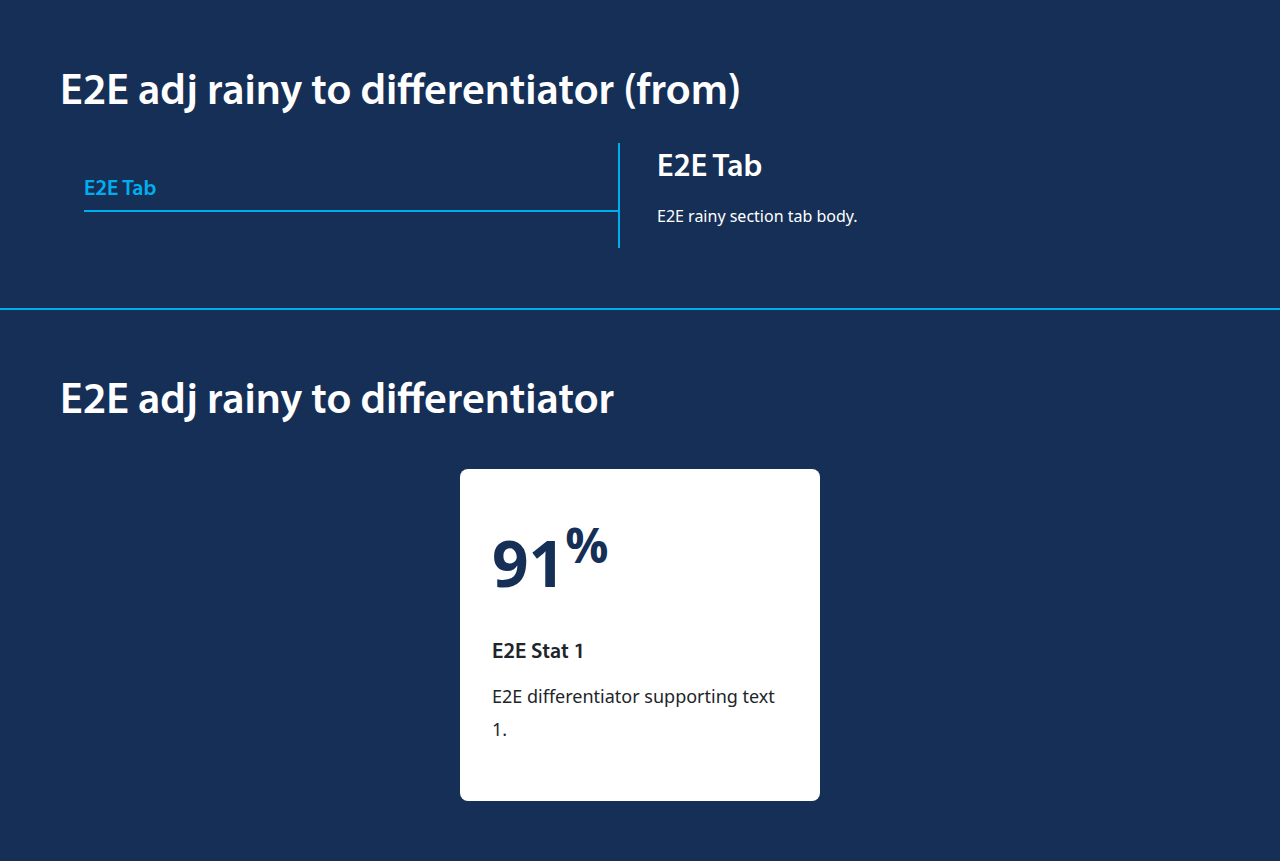 E2E adj rainy to differentiator (from)
E2E Tab
E2E Tab
E2E rainy section tab body.
E2E adj rainy to differentiator
91%
E2E Stat 1
E2E differentiator supporting text
1.